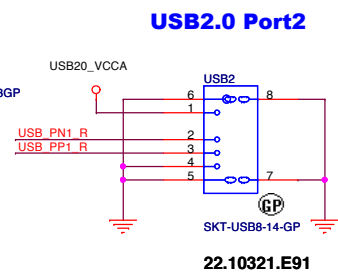 USB2.0 Port2
USB20_VCCA
3GP
USB2
6
8
1
USB_PN1_R
2
USB_PP1_R
3
4
5
7
GP
SKT-USB8-14-GP
22.10321.E91